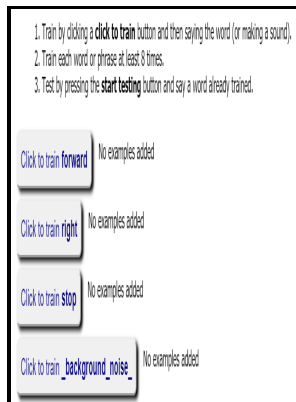 1. Train by clicking a click to train button and then saying the word (or making a sound).
2. Train each word or phrase at least 8 times.
3. Test by pressing the start testing button and say a word already trained.
Click to train forward No examples added
Click to train right No examples added
Click to train stop No examples added
Click to train _background_noise_ No examples added